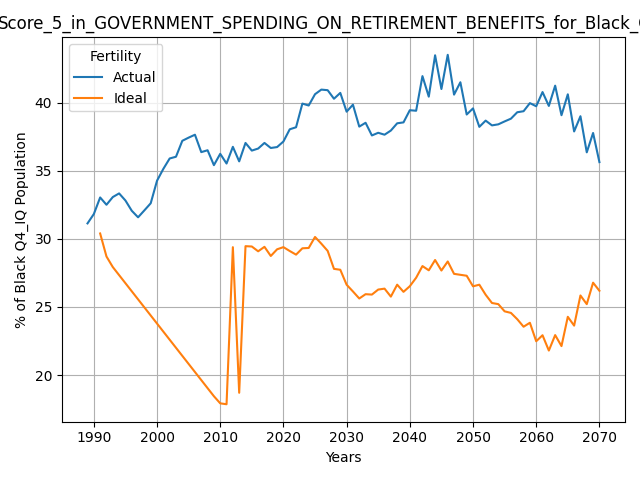 Score_5_in_GOVERNMENT_SPENDING_ON_RETIREMENT_BENEFITS_for_Black_
Fertility
Actual
Ideal
% of Black Q4_IQ Population
40
35
30
25
20
1990 2000 2010 2020 2030 2040 2050 2060 2070
Years